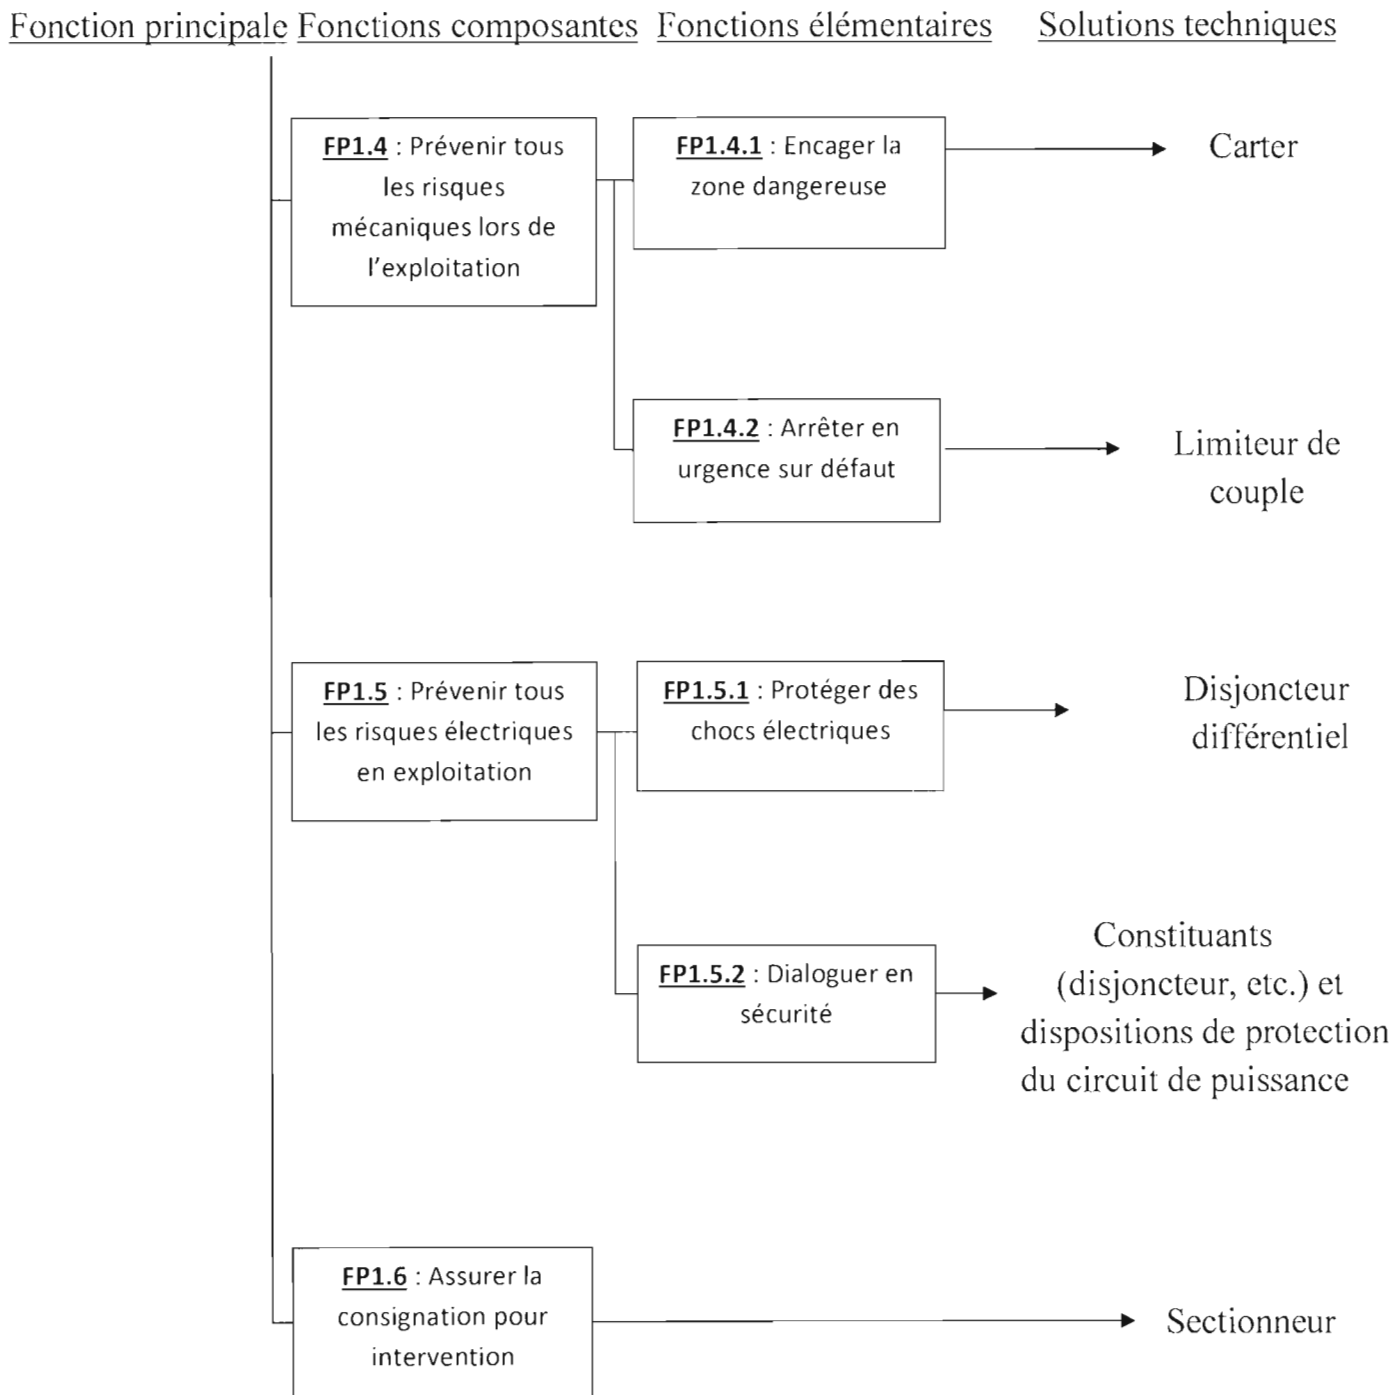 Fonction principale Fonctions composantes Fonctions élémentaires Solutions techniques
FP1.4 : Prévenir tous
les risques
mécaniques lors de
l'exploitation
FP1.4.1 : Encager la
zone dangereuse
Carter
FP1.4.2 : Arrêter en
urgence sur défaut
Limiteur de
couple
FP1.5 : Prévenir tous
les risques électriques
en exploitation
FP1.5.1 : Protéger des
chocs électriques
Disjoncteur
différentiel
FP1.5.2 : Dialoguer en
sécurité
Constituants
(disjoncteur, etc.) et
dispositions de protection
du circuit de puissance
FP1.6 : Assurer la
consignation pour
intervention
Sectionneur